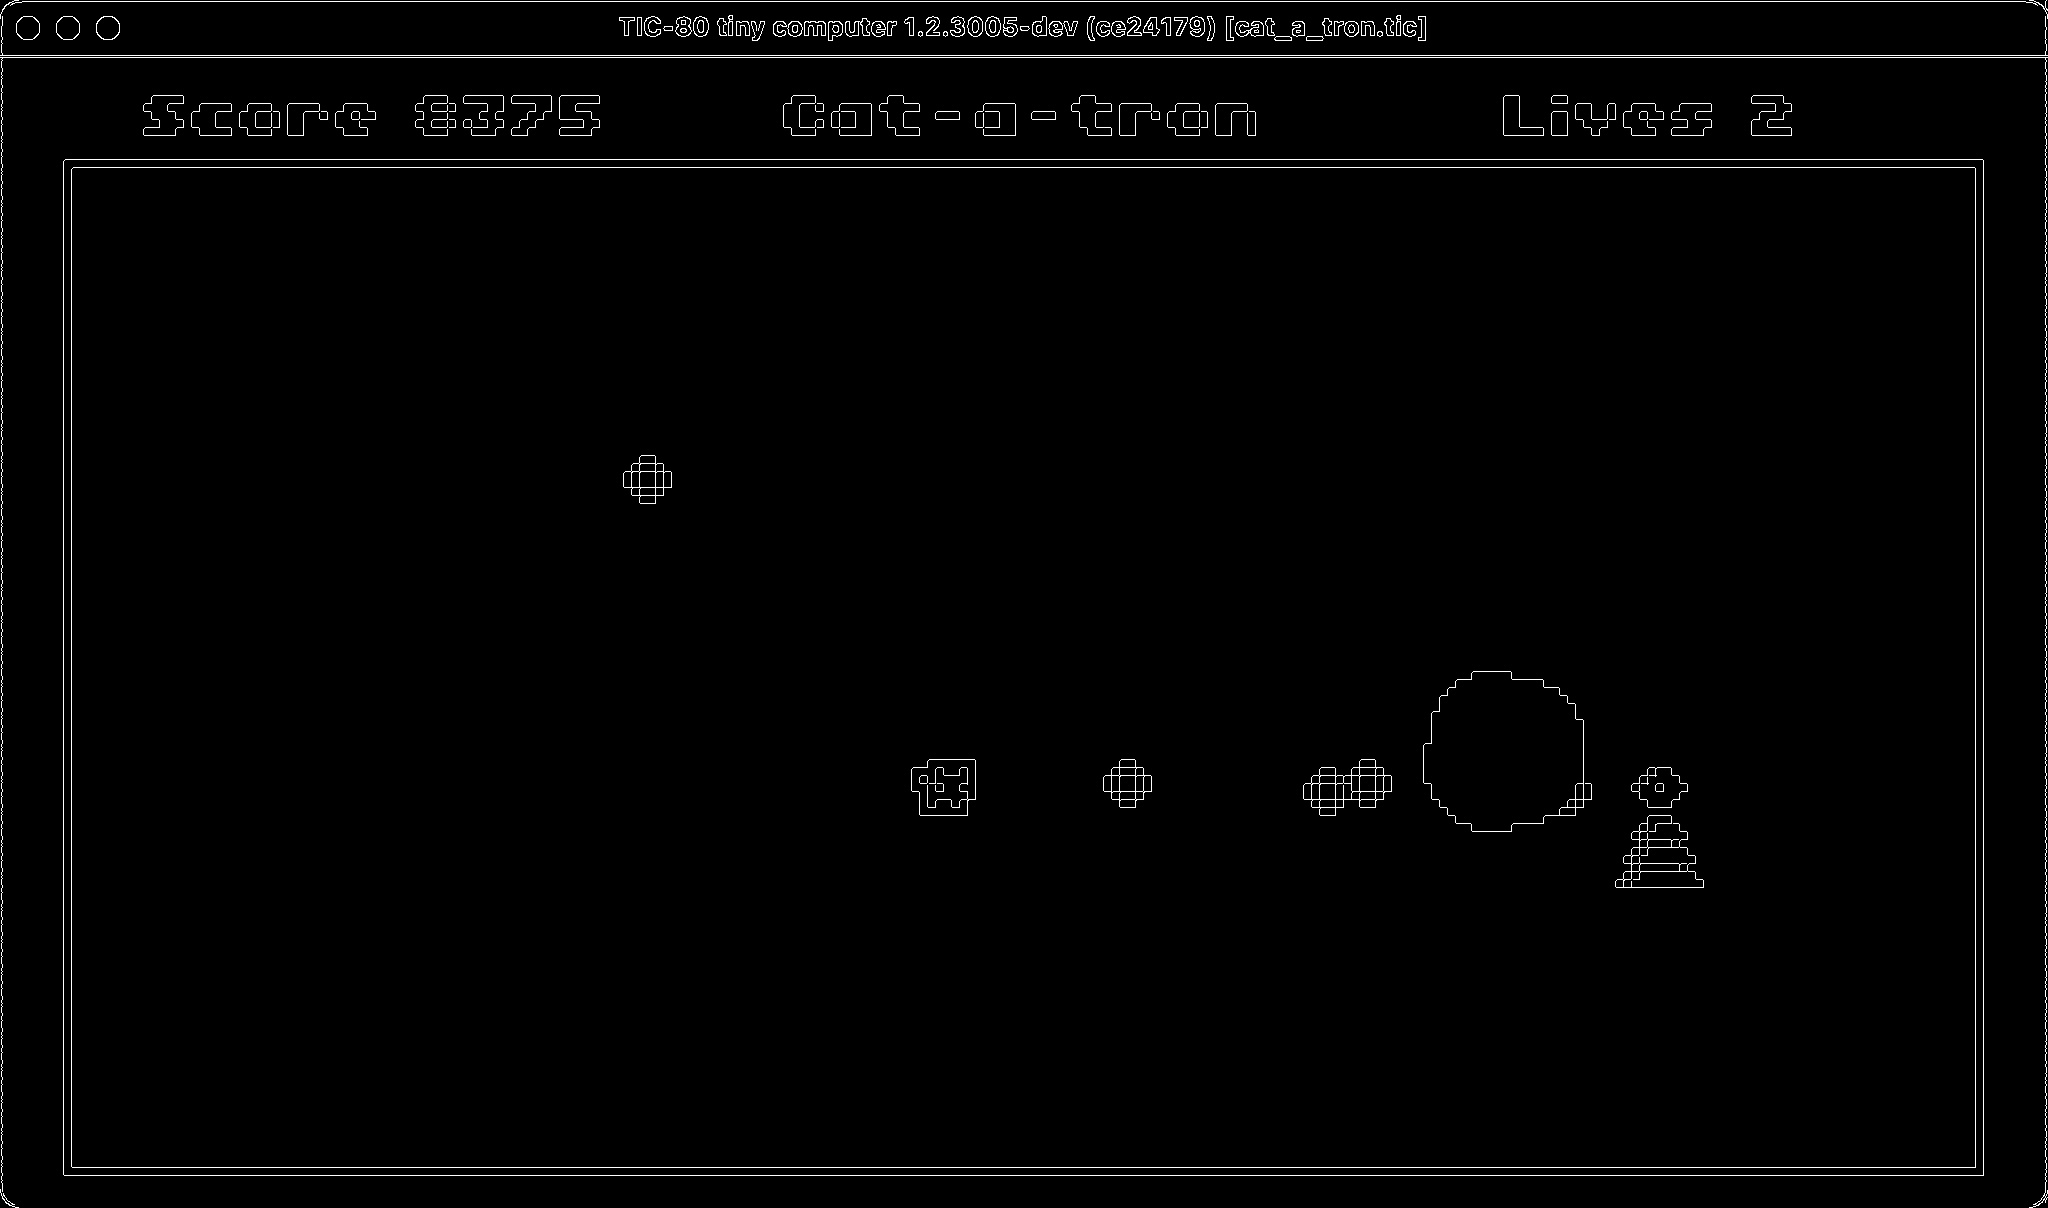 TIC-80 tiny computer 1.2.3005-dev (ce24179) [cat_a_tron.tic]
Score 8375 Cat-a-tron Lives 2